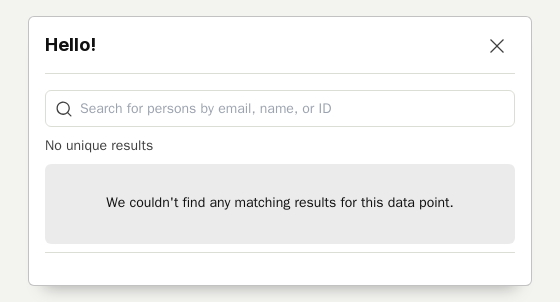 Hello!
Search for persons by email, name, or ID
No unique results
We couldn't find any matching results for this data point.